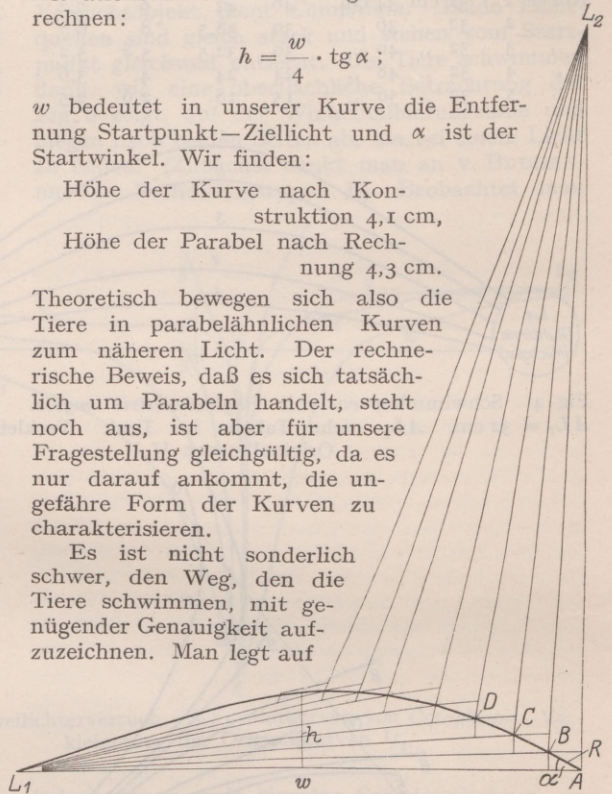 rechnen:
h = w/4 · tg α;
w bedeutet in unserer Kurve die Entfer-
nung Startpunkt—Ziellicht und α ist der
Startwinkel. Wir finden:
Höhe der Kurve nach Kon-
struktion 4,1 cm,
Höhe der Parabel nach Rech-
nung 4,3 cm.
Theoretisch bewegen sich also die
Tiere in parabelähnlichen Kurven
zum näheren Licht. Der rechne-
rische Beweis, daß es sich tatsäch-
lich um Parabeln handelt, steht
noch aus, ist aber für unsere
Fragestellung gleichgültig, da es
nur darauf ankommt, die un-
gefähre Form der Kurven zu
charakterisieren.
Es ist nicht sonderlich
schwer, den Weg, den die
Tiere schwimmen, mit ge-
nügender Genauigkeit auf-
zuzeichnen. Man legt auf
L2
D
C
B
R
h
L1
w
α
A